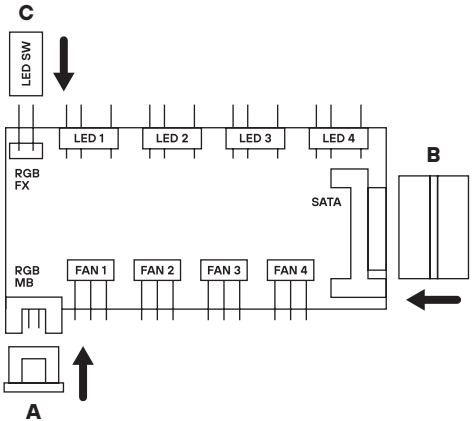 C
LED SW
LED 1
LED 2
LED 3
LED 4
RGB
FX
B
SATA
RGB
MB
FAN 1
FAN 2
FAN 3
FAN 4
A